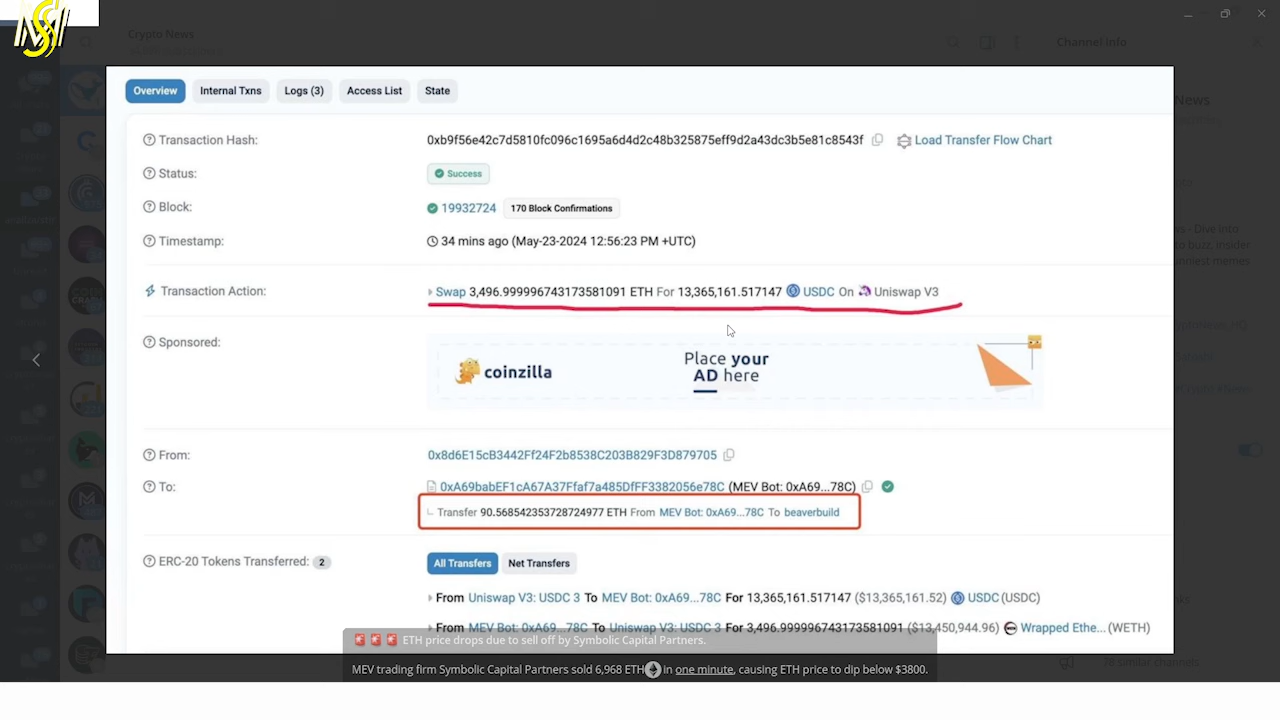 Crypto News
Channel Info
News
Overview Internal Txns Logs (3) Access List State
Transaction Hash: 0xb9f56e42c7d5810fc096c1695a6d4d2c48b325875eff9d2a43dc3b5e81c8543f Load Transfer Flow Chart
Status: Success
Block: 19932724 170 Block Confirmations
Timestamp: 34 mins ago (May-23-2024 12:56:23 PM +UTC)
Transaction Action: Swap 3,496.999996743173581091 ETH For 13,365,161.517147 USDC On Uniswap V3
Sponsored: coinzilla Place your
AD here
From: 0x8d6E15cB3442Ff24F2b8538C203B829F3D879705
To: 0xA69babEF1cA67A37Ffaf7a485DfFF3382056e78C (MEV Bot: 0xA69...78C)
Transfer 90.568542353728724977 ETH From MEV Bot: 0xA69...78C To beaverbuild
ERC-20 Tokens Transferred: 2 All Transfers Net Transfers
From Uniswap V3: USDC 3 To MEV Bot: 0xA69...78C For 13,365,161.517147 ($13,365,161.52) USDC (USDC)
From MEV Bot: 0xA69...78C To Uniswap V3: USDC 3 For 3,496.999996743173581091 ($13,450,944.96) Wrapped Ethe... (WETH)
ETH price drops due to sell off by Symbolic Capital Partners.
MEV trading firm Symbolic Capital Partners sold 6,968 ETH in one minute, causing ETH price to dip below $3800.
78 similar channels